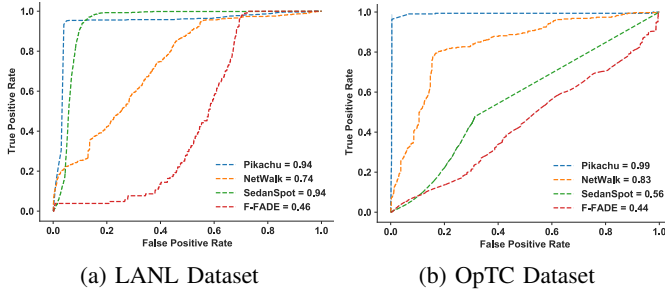 True Positive Rate
1.0
0.8
0.6
0.4
0.2
0.0
0.0 0.2 0.4 0.6 0.8 1.0
False Positive Rate
Pikachu = 0.94
NetWalk = 0.74
SedanSpot = 0,94
F-FADE = 0,46
(a) LANL Dataset
True Positive Rate
1.0
0.8
0.6
0.4
0.2
0.0
0.0 0.2 0.4 0.6 0.8 1.0
False Positive Rate
Pikachu = 0.99
NetWalk = 0.83
SedanSpot = 0,56
F-FADE = 0.44
(b) OpTC Dataset